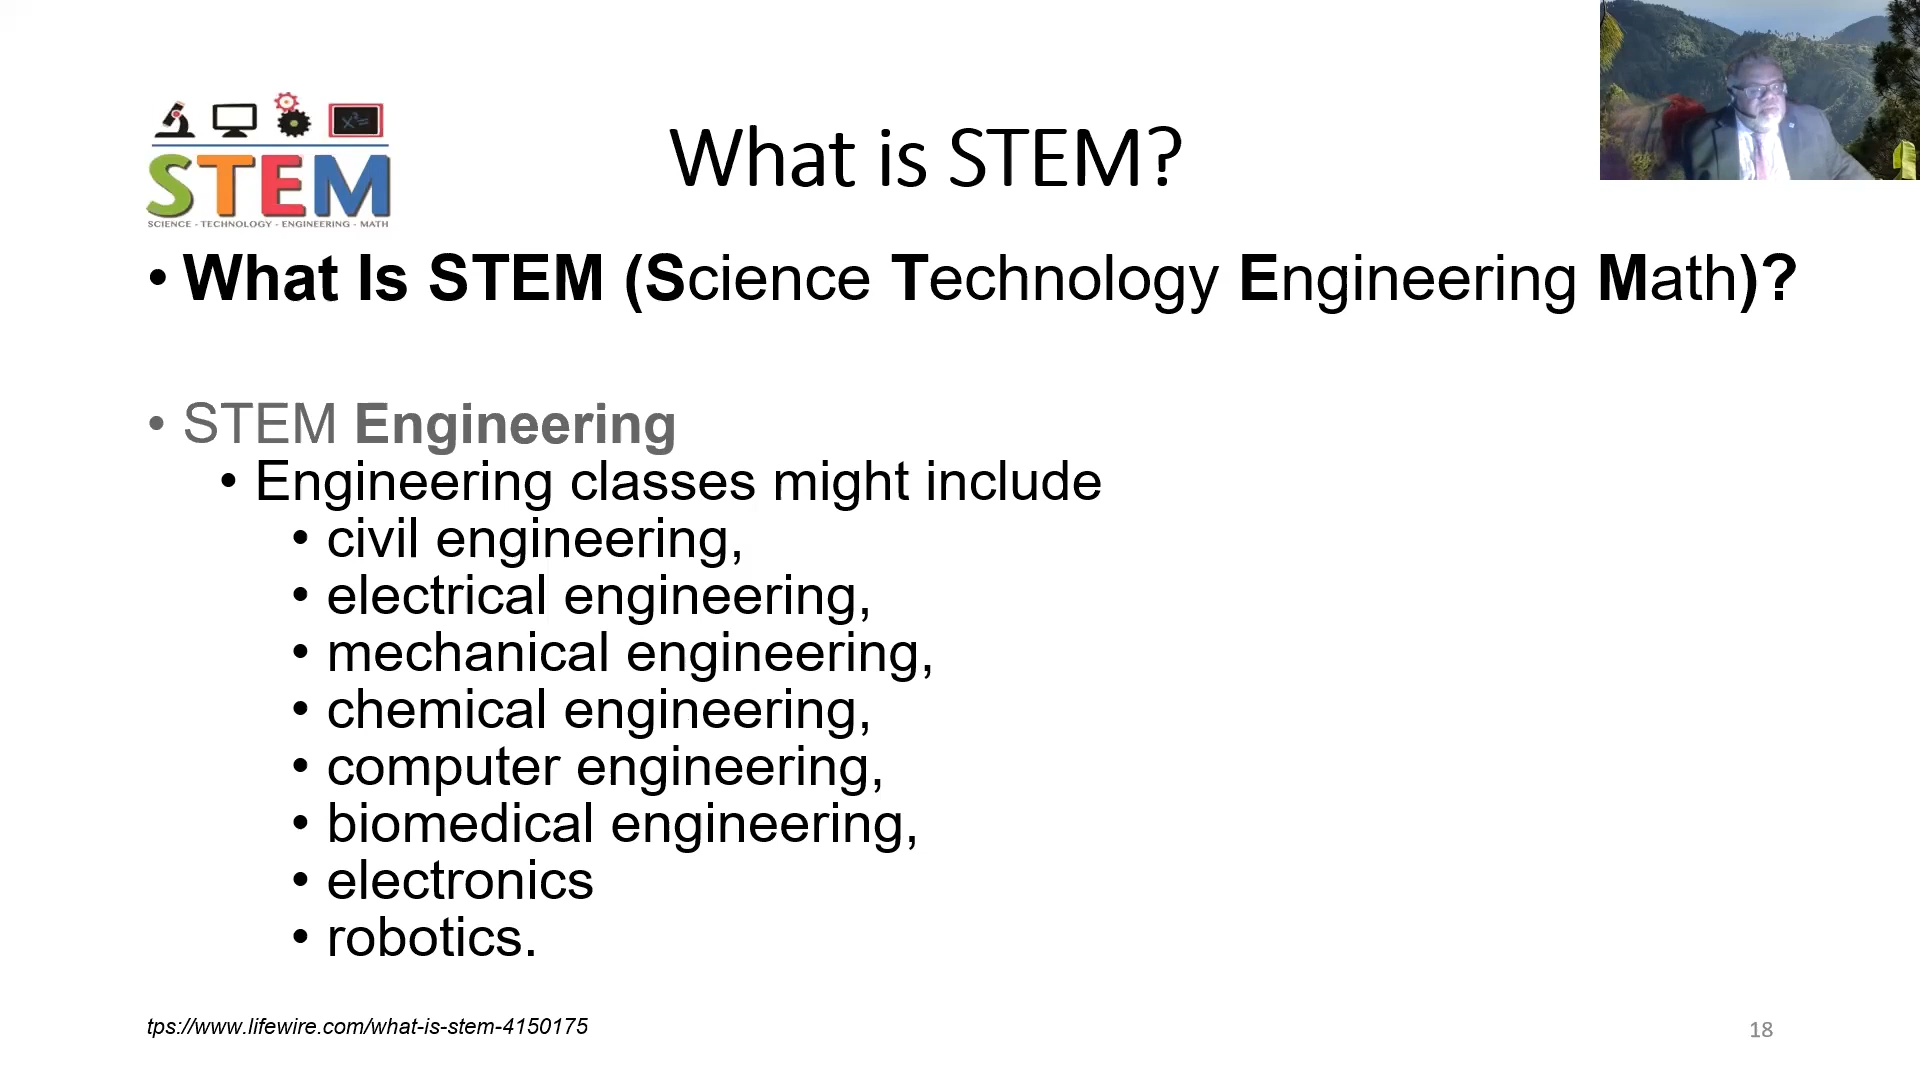 STEM
SCIENCE - TECHNOLOGY - ENGINEERING - MATH
What is STEM?
• What Is STEM (Science Technology Engineering Math)?
• STEM Engineering
• Engineering classes might include
• civil engineering,
• electrical engineering,
• mechanical engineering,
• chemical engineering,
• computer engineering,
• biomedical engineering,
• electronics
• robotics.
tps://www.lifewire.com/what-is-stem-4150175
18